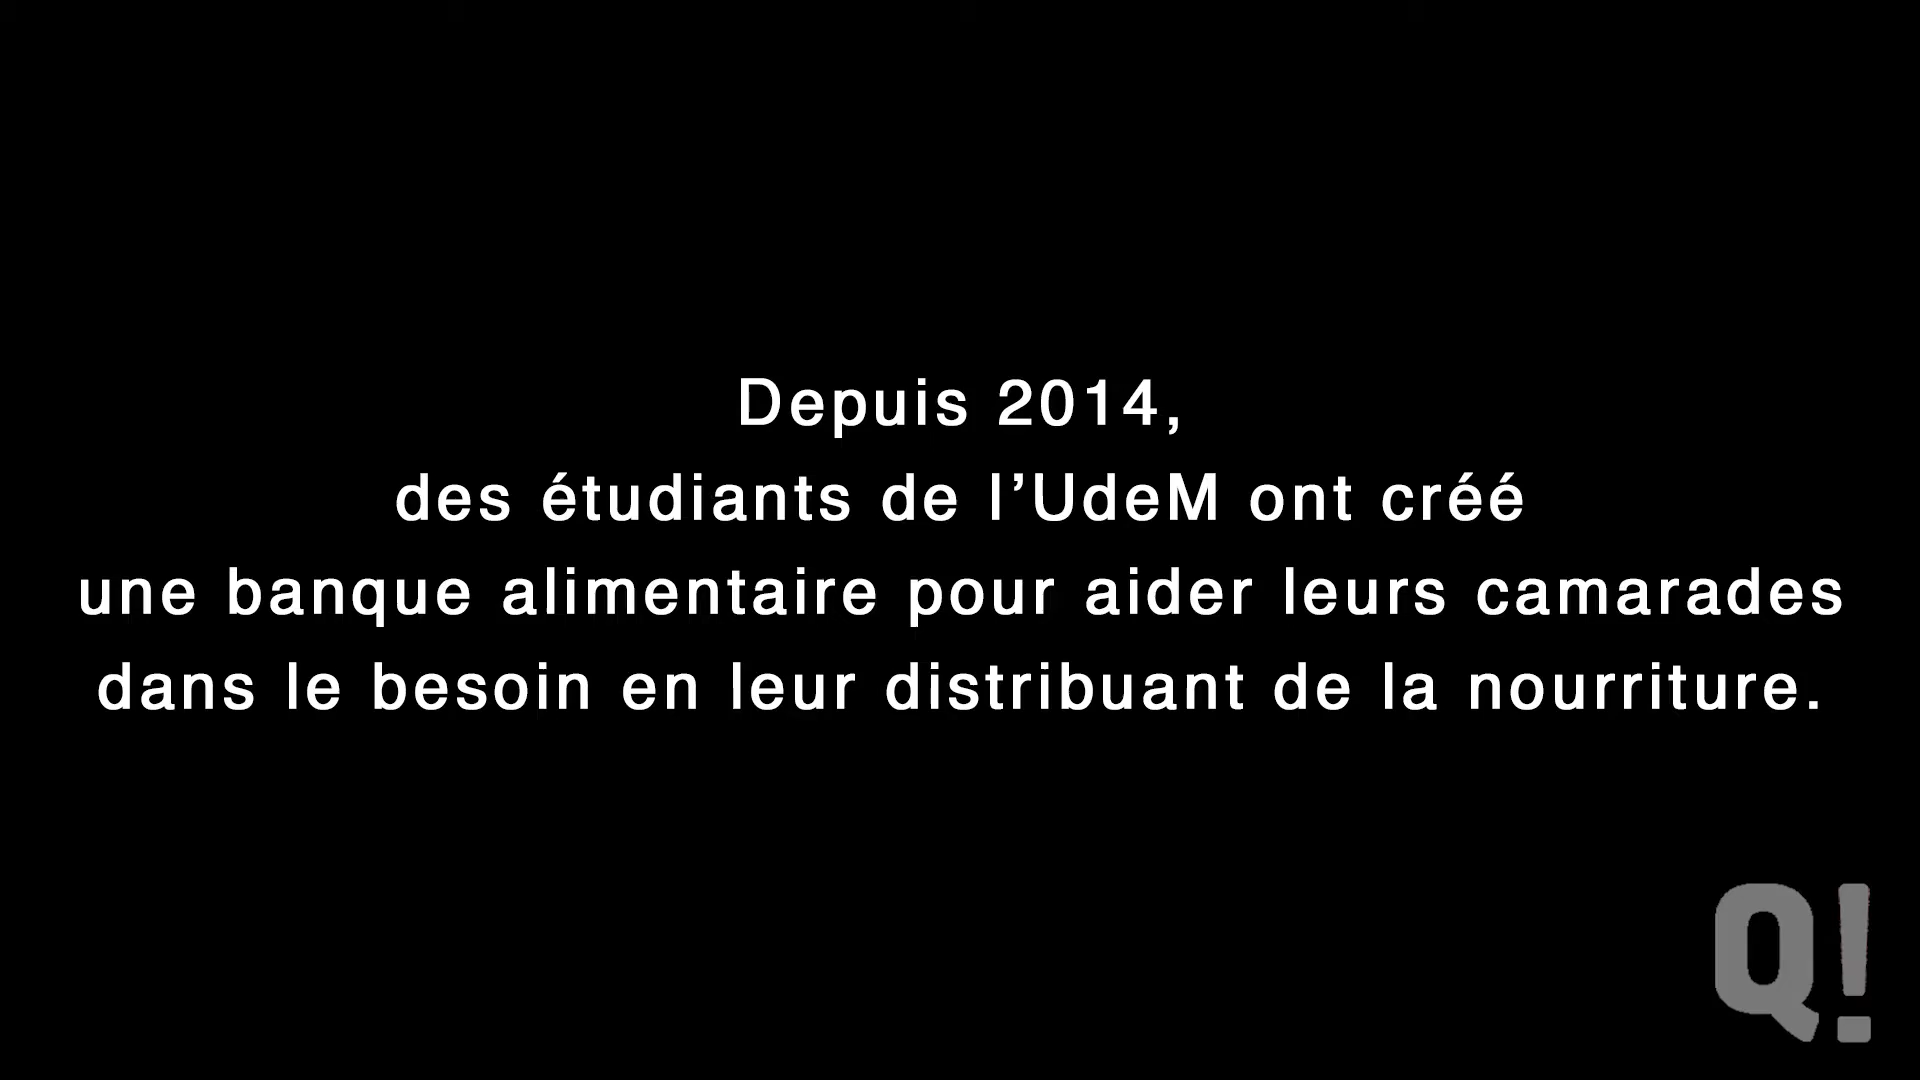 Depuis 2014,
des étudiants de l’UdeM ont créé
une banque alimentaire pour aider leurs camarades
dans le besoin en leur distribuant de la nourriture.
Q!